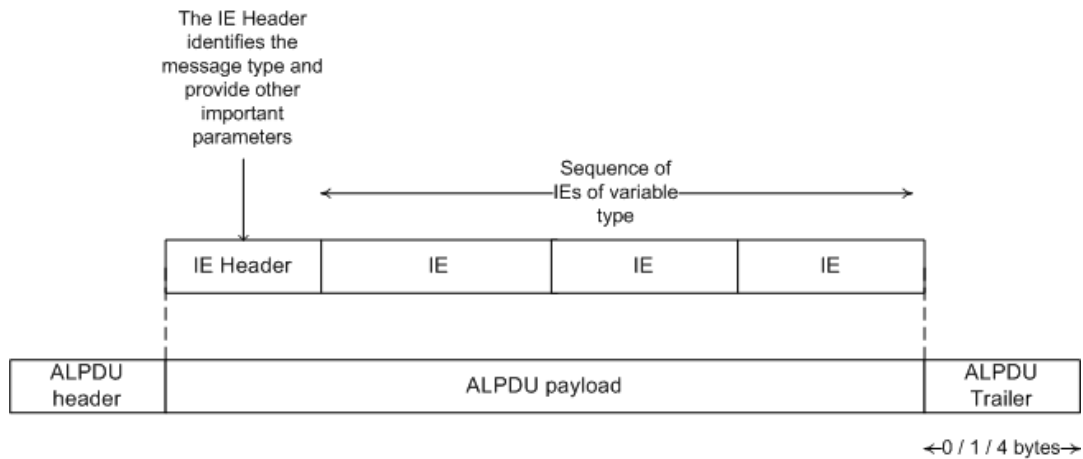 The IE Header
identifies the
message type and
provide other
important
parameters
Sequence of
IEs of variable
type
IE Header
IE
IE
IE
ALPDU
header
ALPDU payload
ALPDU
Trailer
0 / 1 / 4 bytes